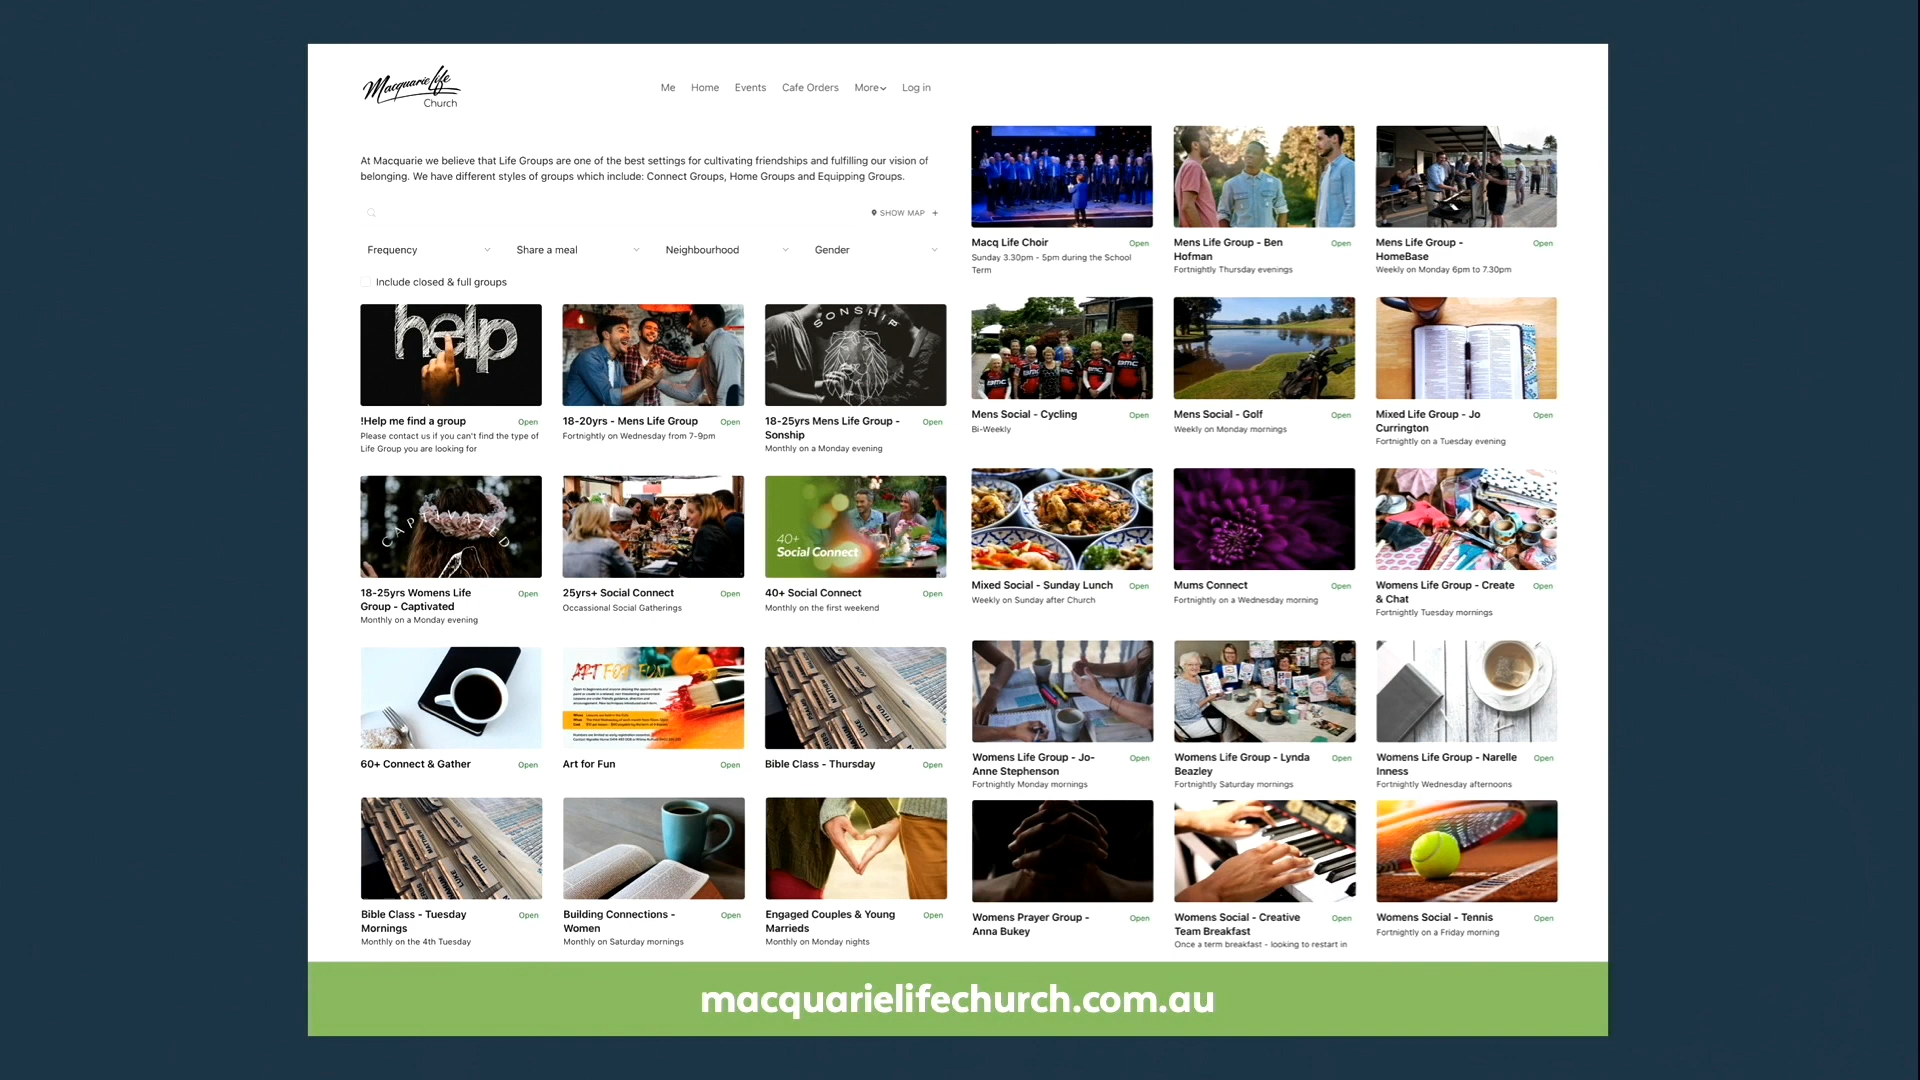 Macquarie Life
Church
Me Home Events Cafe Orders More Log in
At Macquarie we believe that Life Groups are one of the best settings for cultivating friendships and fulfilling our vision of
belonging. We have different styles of groups which include: Connect Groups, Home Groups and Equipping Groups.
SHOW MAP +
Frequency Share a meal Neighbourhood Gender
Include closed & full groups
help
!Help me find a group Open
Please contact us if you can't find the type of
Life Group you are looking for
18-20yrs - Mens Life Group Open
Fortnightly on Wednesday from 7-9pm
SONSHIP
18-25yrs Mens Life Group - Open
Sonship
Monthly on a Monday evening
CAPTIVATED
18-25yrs Womens Life Open
Group - Captivated
Monthly on a Monday evening
25yrs+ Social Connect Open
Occassional Social Gatherings
40+
Social Connect
40+ Social Connect Open
Monthly on the first weekend
60+ Connect & Gather Open
ART FOR FUN
Art for Fun Open
MATTHEW
LUKE
Bible Class - Thursday Open
MATTHEW
TITUS
LUKE
Bible Class - Tuesday Open
Mornings
Monthly on the 4th Tuesday
Building Connections - Open
Women
Monthly on Saturday mornings
Engaged Couples & Young Open
Marrieds
Monthly on Monday nights
Macq Life Choir Open
Sunday 3.30pm - 5pm during the School
Term
Mens Life Group - Ben Open
Hofman
Fortnightly Thursday evenings
Mens Life Group - Open
HomeBase
Weekly on Monday 6pm to 7.30pm
BMC BMC BMC BMC
Mens Social - Cycling Open
Bi-Weekly
Mens Social - Golf Open
Weekly on Monday mornings
Mixed Life Group - Jo Open
Currington
Fortnightly on a Tuesday evening
Mixed Social - Sunday Lunch Open
Weekly on Sunday after Church
Mums Connect Open
Fortnightly on a Wednesday morning
Womens Life Group - Create Open
& Chat
Fortnightly Tuesday mornings
Womens Life Group - Jo- Open
Anne Stephenson
Fortnightly Monday mornings
Womens Life Group - Lynda Open
Beazley
Fortnightly Saturday mornings
Womens Life Group - Narelle Open
Inness
Fortnightly Wednesday afternoons
Womens Prayer Group - Open
Anna Bukey
Womens Social - Creative Open
Team Breakfast
Once a term breakfast - looking to restart in
Womens Social - Tennis Open
Fortnightly on a Friday morning
macquarielifechurch.com.au